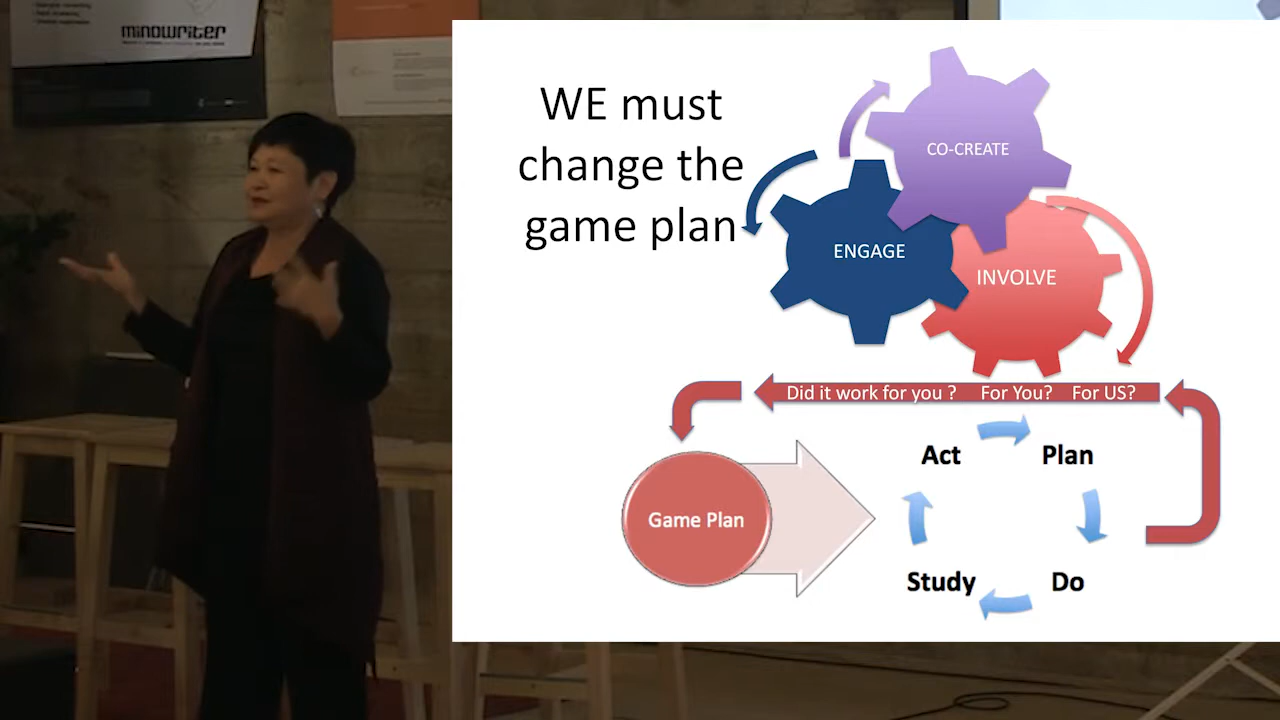 mindwriter
WE must
change the
game plan
CO-CREATE
ENGAGE
INVOLVE
Did it work for you ? For You? For US?
Act
Plan
Game Plan
Study
Do